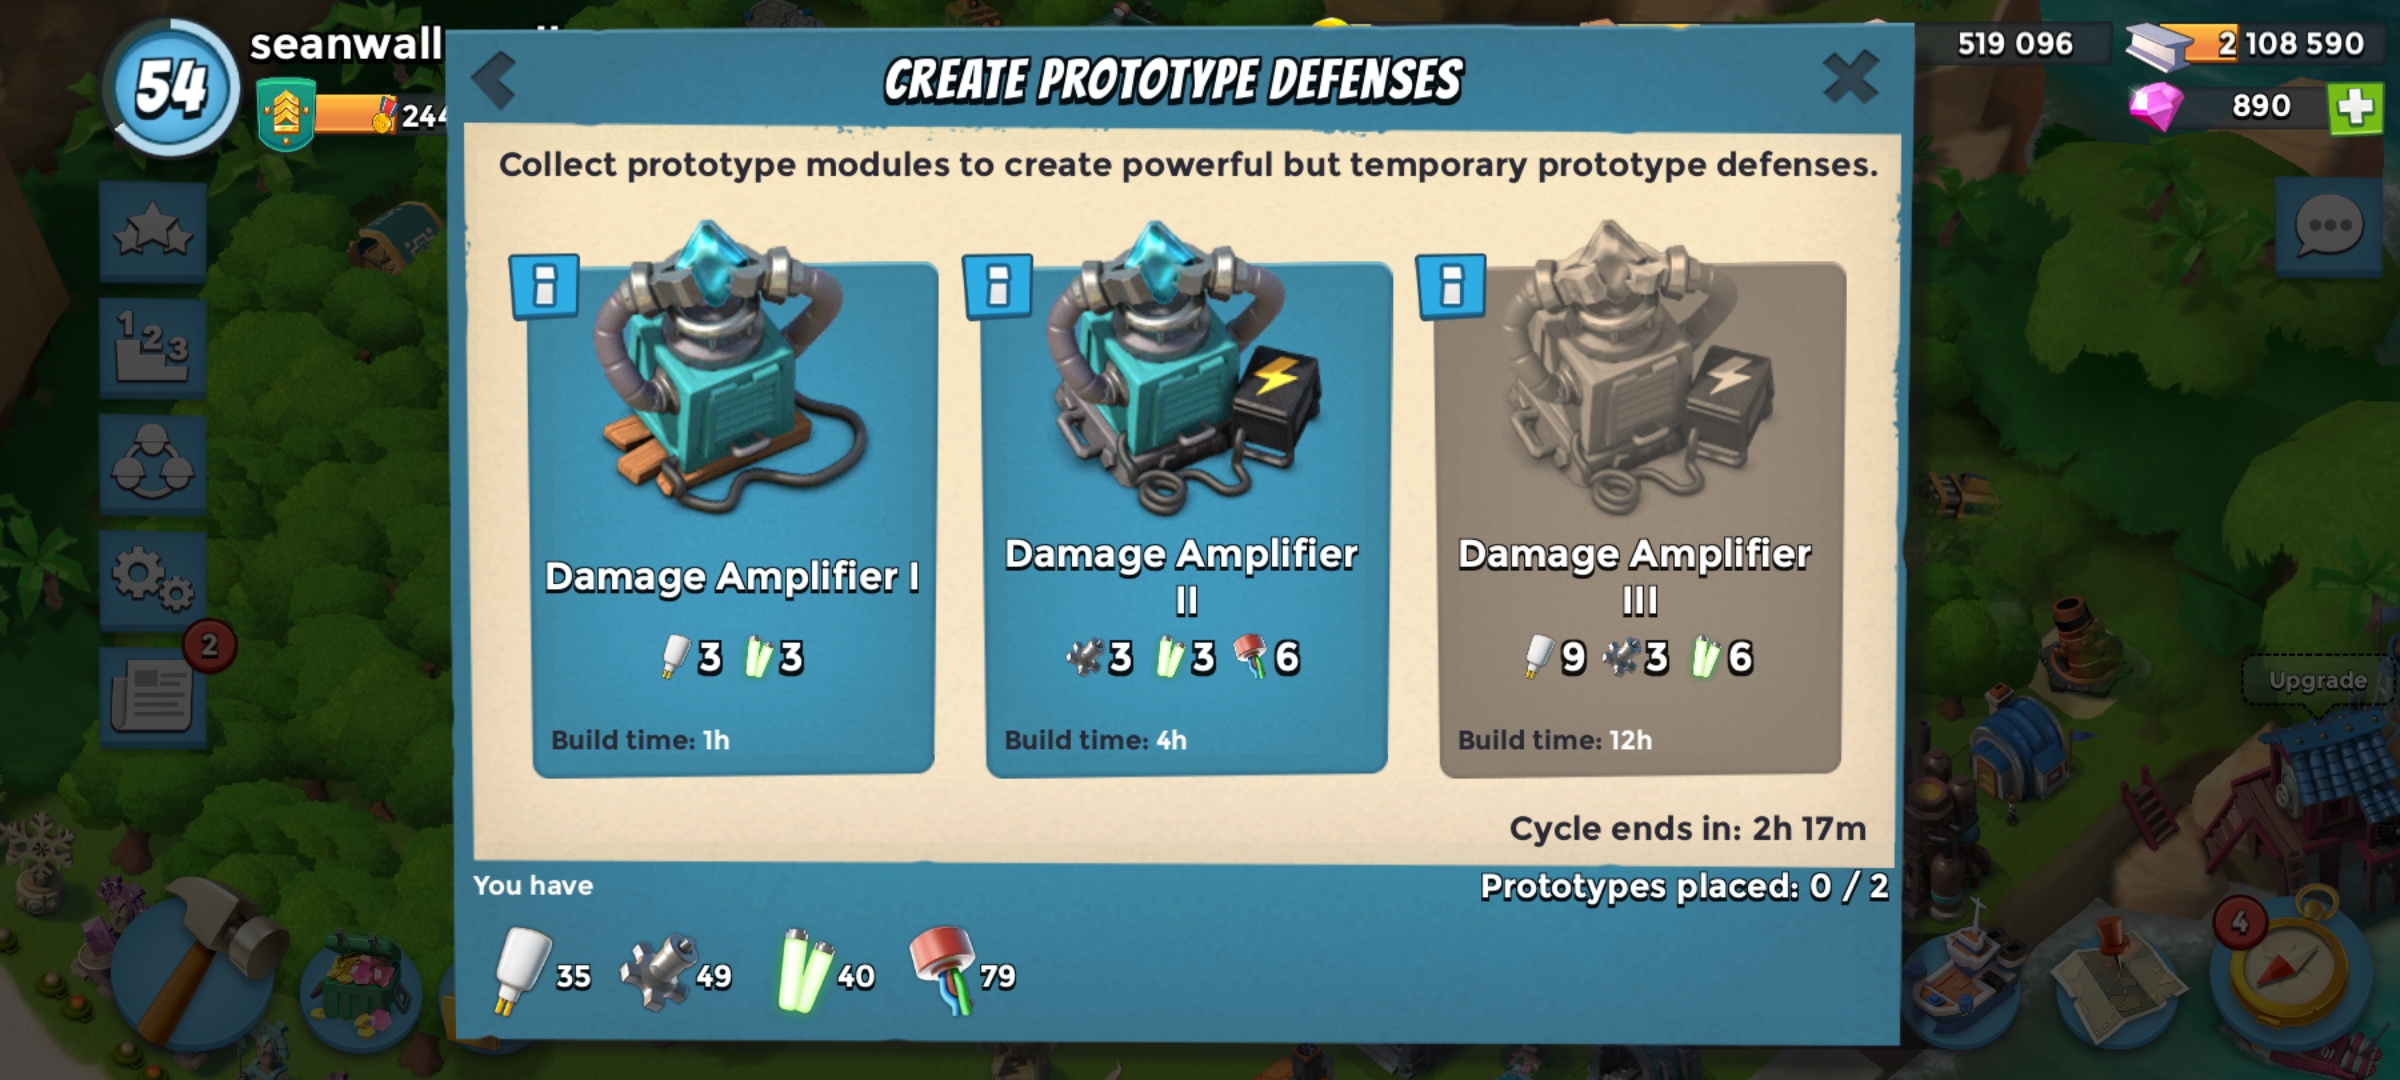 54
seanwall
244
519 096
2 108 590
890
CREATE PROTOTYPE DEFENSES
Collect prototype modules to create powerful but temporary prototype defenses.
1 2 3
2
Damage Amplifier I
3 3
Build time: 1h
Damage Amplifier
II
3 3 6
Build time: 4h
Damage Amplifier
III
9 3 6
Build time: 12h
Upgrade
Cycle ends in: 2h 17m
You have
Prototypes placed: 0 / 2
35 49 40 79
4